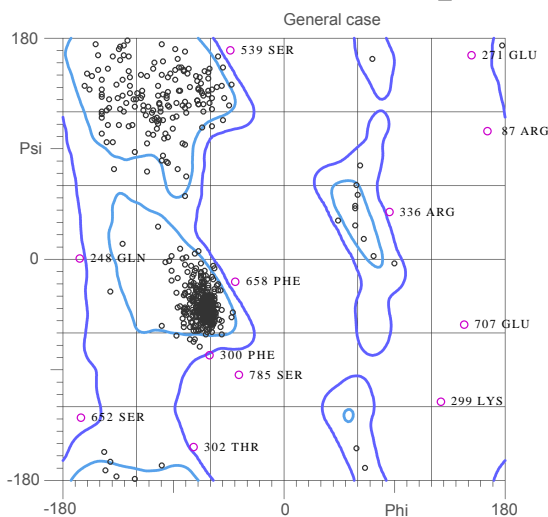 General case
180
539 SER
271 GLU
Psi
87 ARG
336 ARG
0
248 GLN
658 PHE
707 GLU
300 PHE
785 SER
299 LYS
652 SER
302 THR
-180
-180
0
Phi
180